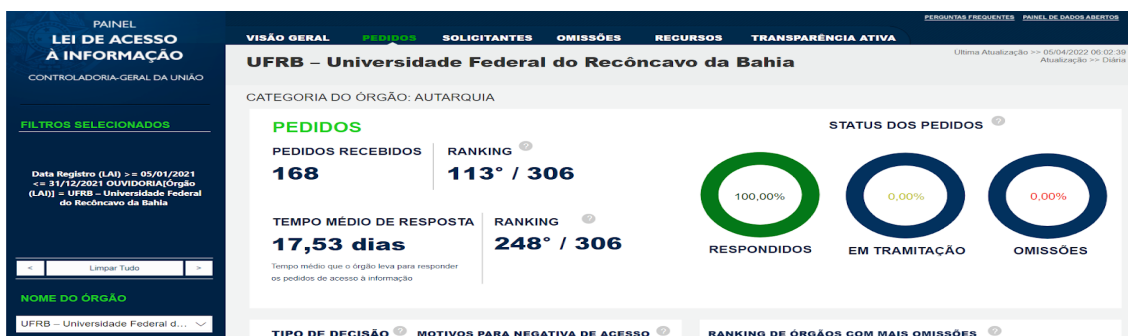 PAINEL
LEI DE ACESSO
À INFORMAÇÃO
CONTROLADORIA-GERAL DA UNIÃO
FILTROS SELECIONADOS
Data Registro (LAI) >= 05/01/2021
<= 31/12/2021 OUVIDORIA[Órgão
(LAI)] = UFRB – Universidade Federal
do Recôncavo da Bahia
<
Limpar Tudo
>
NOME DO ÓRGÃO
UFRB – Universidade Federal d...
PERGUNTAS FREQUENTES PAINEL DE DADOS ABERTOS
VISÃO GERAL PEDIDOS SOLICITANTES OMISSÕES RECURSOS TRANSPARÊNCIA ATIVA
UFRB – Universidade Federal do Recôncavo da Bahia
Ultima Atualização >> 05/04/2022 06:02:39
Atualização >> Diária
CATEGORIA DO ÓRGÃO: AUTARQUIA
PEDIDOS
PEDIDOS RECEBIDOS RANKING ?
168 113° / 306
TEMPO MÉDIO DE RESPOSTA RANKING ?
17,53 dias 248° / 306
Tempo médio que o órgão leva para responder
os pedidos de acesso à informação
STATUS DOS PEDIDOS ?
100,00% 0,00% 0,00%
RESPONDIDOS EM TRAMITAÇÃO OMISSÕES
TIPO DE DECISÃO ? MOTIVOS PARA NEGATIVA DE ACESSO ?
RANKING DE ÓRGÃOS COM MAIS OMISSÕES ?